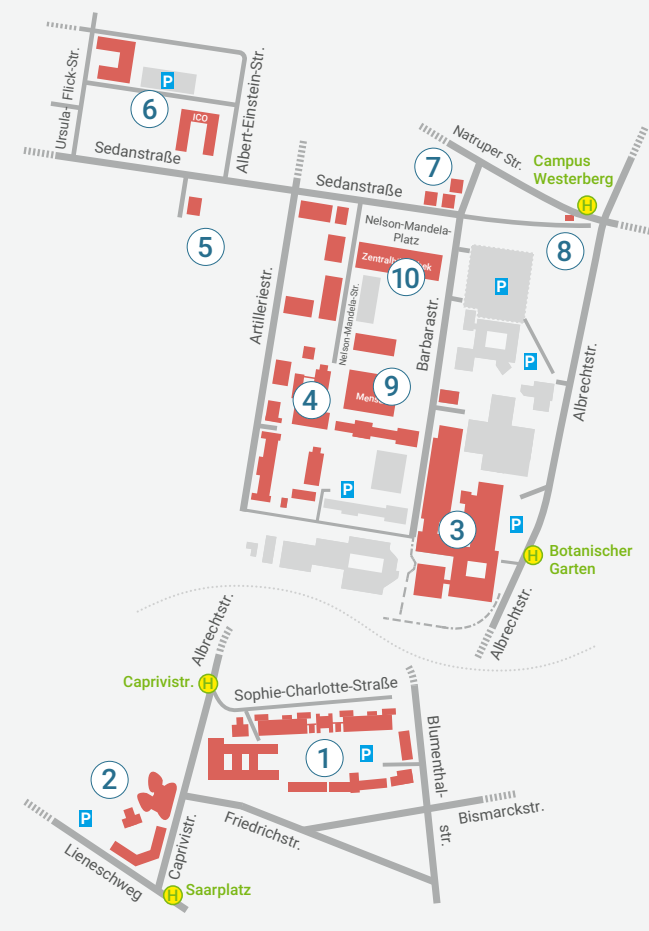 Ursula-Flick-Str.
P
6
ICO
Albert-Einstein-Str.
Sedanstraße
5
Sedanstraße
7
Natruper Str.
Campus
Westerberg
H
8
Nelson-Mandela-
Platz
10
P
Artilleriestr.
Nelson-Mandela-Str.
Barbarastr.
P
Albrechtstr.
4
9
P
3
P
H
Botanischer
Garten
Albrechtstr.
Albrechtstr.
Caprivistr.
H
Sophie-Charlotte-Straße
1
P
Blumenthal-
str.
2
P
Friedrichstr.
Bismarckstr.
Caprivistr.
Lieneschweg
H
Saarplatz